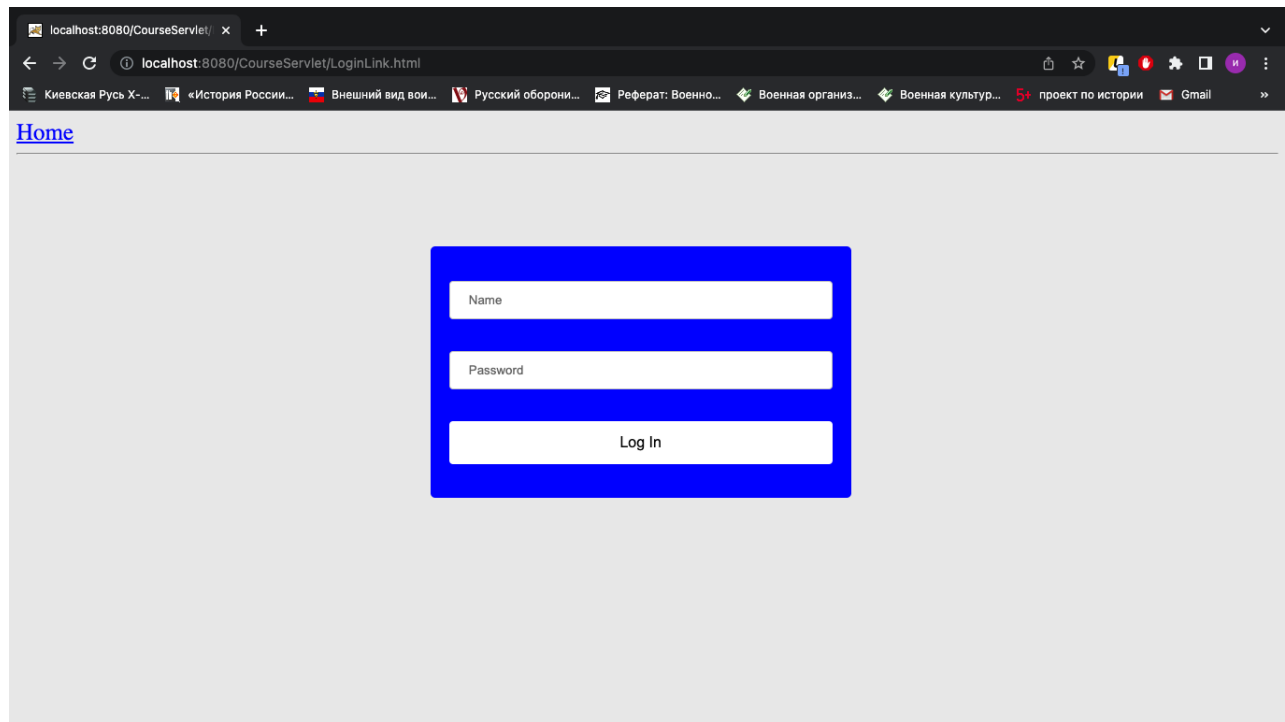 localhost:8080/CourseServlet/
localhost:8080/CourseServlet/LoginLink.html
И
Киевская Русь X-... «История России... Внешний вид вои... Русский оборони... Реферат: Военно... Военная организ... Военная культур... 5+ проект по истории Gmail »
Home
Name
Password
Log In